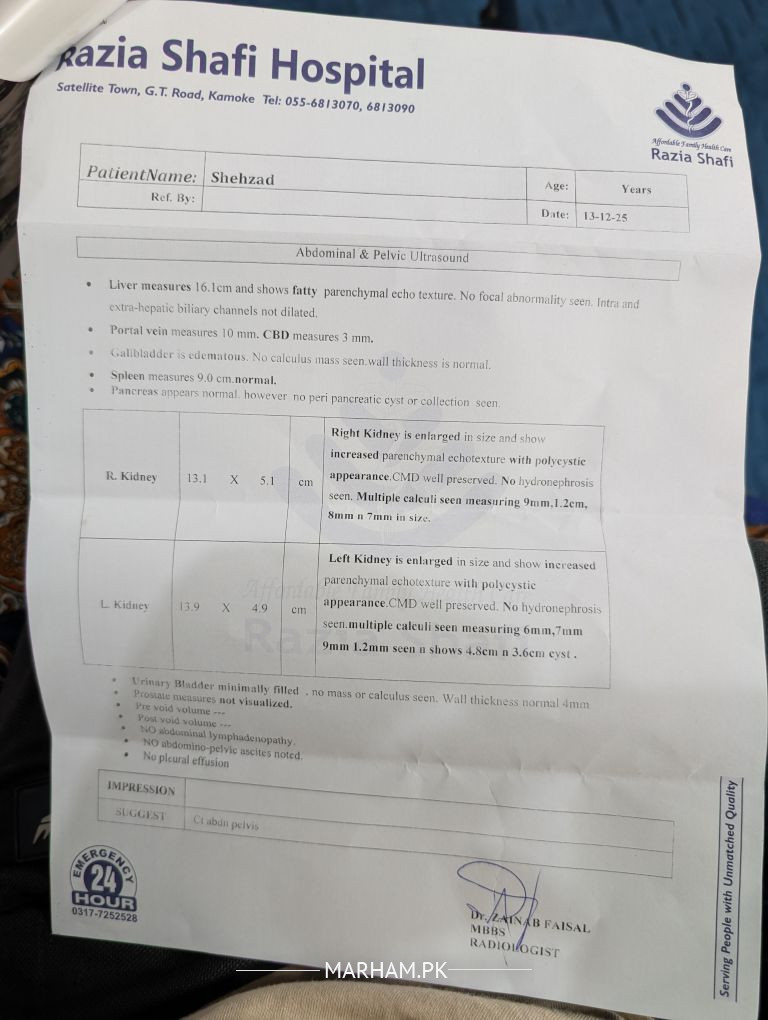 Razia Shafi Hospital
Satellite Town, G.T. Road, Kamoke Tel: 055-6813070, 6813090
Affordable Family Health Care
Razia Shafi
PatientName: Shehzad Age: Years
Ref. By: Date: 13-12-25
Abdominal & Pelvic Ultrasound
• Liver measures 16.1cm and shows fatty parenchymal echo texture. No focal abnormality seen. Intra and
extra-hepatic biliary channels not dilated.
• Portal vein measures 10 mm. CBD measures 3 mm.
• Gallbladder is edematous. No calculus mass seen.wall thickness is normal.
• Spleen measures 9.0 cm.normal.
• Pancreas appears normal. however no peri pancreatic cyst or collection seen.
R. Kidney 13.1 X 5.1 cm
Right Kidney is enlarged in size and show
increased parenchymal echotexture with polycystic
appearance.CMD well preserved. No hydronephrosis
seen. Multiple calculi seen measuring 9mm,1.2cm,
8mm n 7mm in size.
L. Kidney 13.9 X 4.9 cm
Left Kidney is enlarged in size and show increased
parenchymal echotexture with polycystic
appearance.CMD well preserved. No hydronephrosis
seen.multiple calculi seen measuring 6mm,7mm
9mm 1.2mm seen n shows 4.8cm n 3.6cm cyst .
Razia Sha
• Urinary Bladder minimally filled . no mass or calculus seen. Wall thickness normal 4mm
• Prostate measures not visualized.
• Pre void volume ---
• Post void volume ---
• NO abdominal lymphadenopathy.
• NO abdomino-pelvic ascites noted.
• No pleural effusion
IMPRESSION
SUGGEST Ct abdn pelvis
EMERGENCY
24
HOUR
0317-7252528
Dr. ZAINAB FAISAL
MBBS
RADIOLOGIST
Serving People with Unmatched Quality
MARHAM.PK